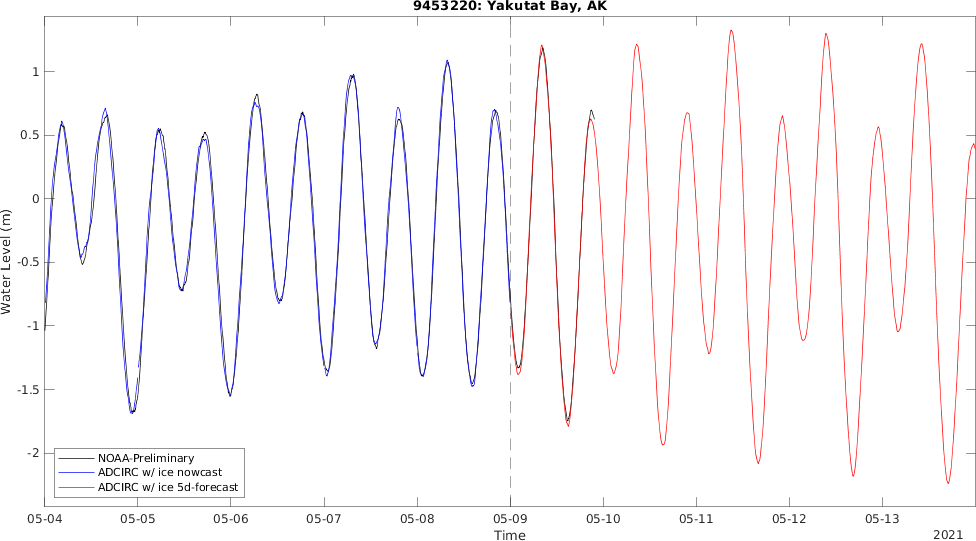 9453220: Yakutat Bay, AK
Water Level (m)
1
0.5
0
-0.5
-1
-1.5
-2
NOAA-Preliminary
ADCIRC w/ ice nowcast
ADCIRC w/ ice 5d-forecast
05-04 05-05 05-06 05-07 05-08 05-09 05-10 05-11 05-12 05-13
Time
2021